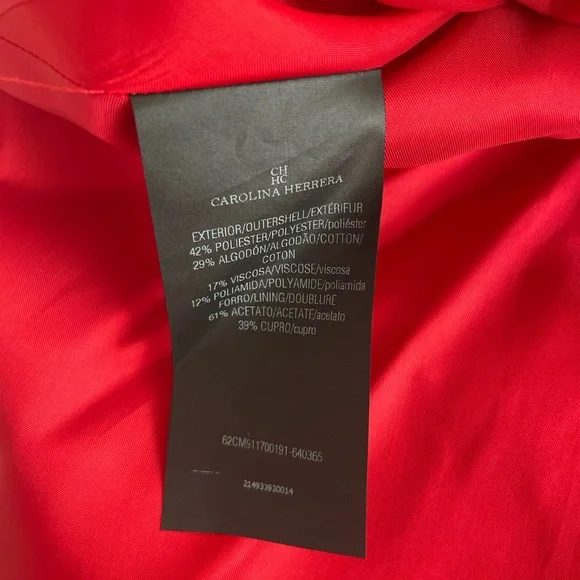 CH
HC
CAROLINA HERRERA
EXTERIOR/OUTERSHELL/EXTÉRIEUR
42% POLIESTER/POLYESTER/poliéster
29% ALGODÓN/ALGODÃO/COTTON/
COTON
17% VISCOSA/VISCOSE/viscosa
12% POLIAMIDA/POLYAMIDE/poliamida
FORRO/LINING/DOUBLURE
61% ACETATO/ACETATE/acetato
39% CUPRO/cupro
62CM911700191-640365
214933930014